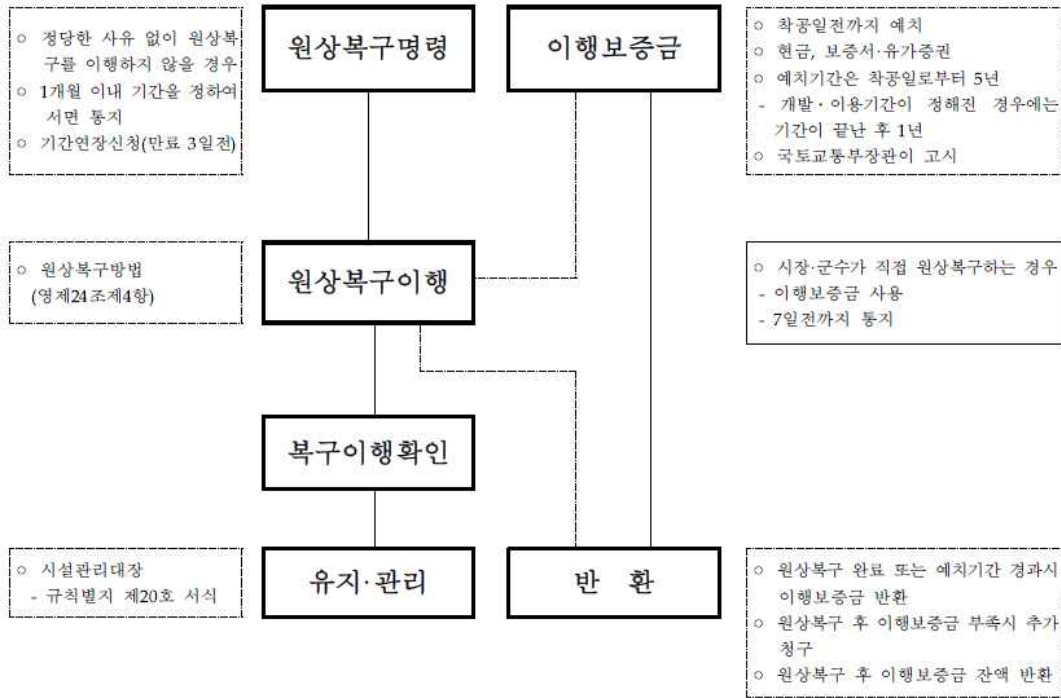 ○ 정당한 사유 없이 원상복
구를 이행하지 않을 경우
○ 1개월 이내 기간을 정하여
서면 통지
○ 기간연장신청(만료 3일전)
원상복구명령
이행보증금
○ 착공일전까지 예치
○ 현금, 보증서·유가증권
○ 예치기간은 착공일로부터 5년
- 개발·이용기간이 정해진 경우에는
기간이 끝난 후 1년
○ 국토교통부장관이 고시
○ 원상복구방법
(영제24조제4항)
원상복구이행
○ 시장·군수가 직접 원상복구하는 경우
- 이행보증금 사용
- 7일전까지 통지
복구이행확인
○ 시설관리대장
- 규칙별지 제20호 서식
유지·관리
반 환
○ 원상복구 완료 또는 예치기간 경과시
이행보증금 반환
○ 원상복구 후 이행보증금 부족시 추가
청구
○ 원상복구 후 이행보증금 잔액 반환